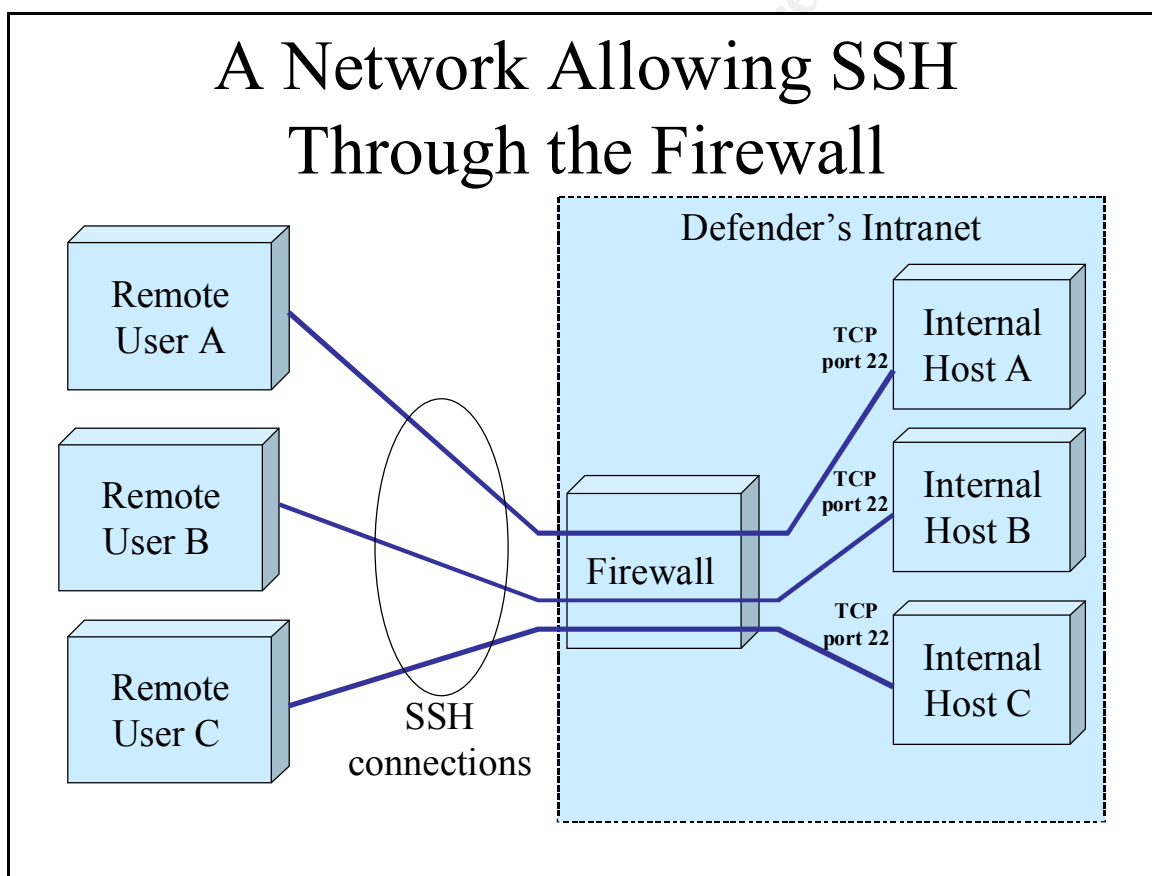 A Network Allowing SSH
Through the Firewall
Defender's Intranet
Remote
User A
Remote
User B
Remote
User C
SSH
connections
Firewall
TCP
port 22
Internal
Host A
TCP
port 22
Internal
Host B
TCP
port 22
Internal
Host C